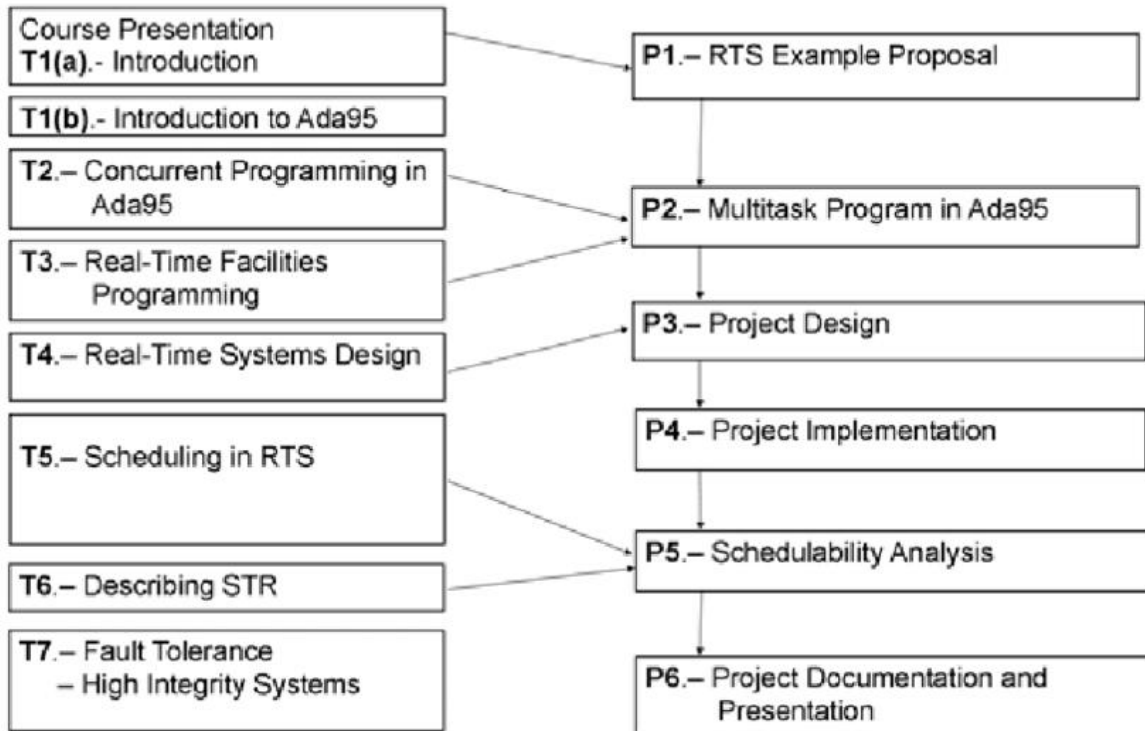 Course Presentation
T1(a).- Introduction
T1(b).- Introduction to Ada95
T2.– Concurrent Programming in
Ada95
T3.– Real-Time Facilities
Programming
T4.– Real-Time Systems Design
T5.– Scheduling in RTS
T6.– Describing STR
T7.– Fault Tolerance
– High Integrity Systems
P1.– RTS Example Proposal
P2.– Multitask Program in Ada95
P3.– Project Design
P4.– Project Implementation
P5.– Schedulability Analysis
P6.– Project Documentation and
Presentation